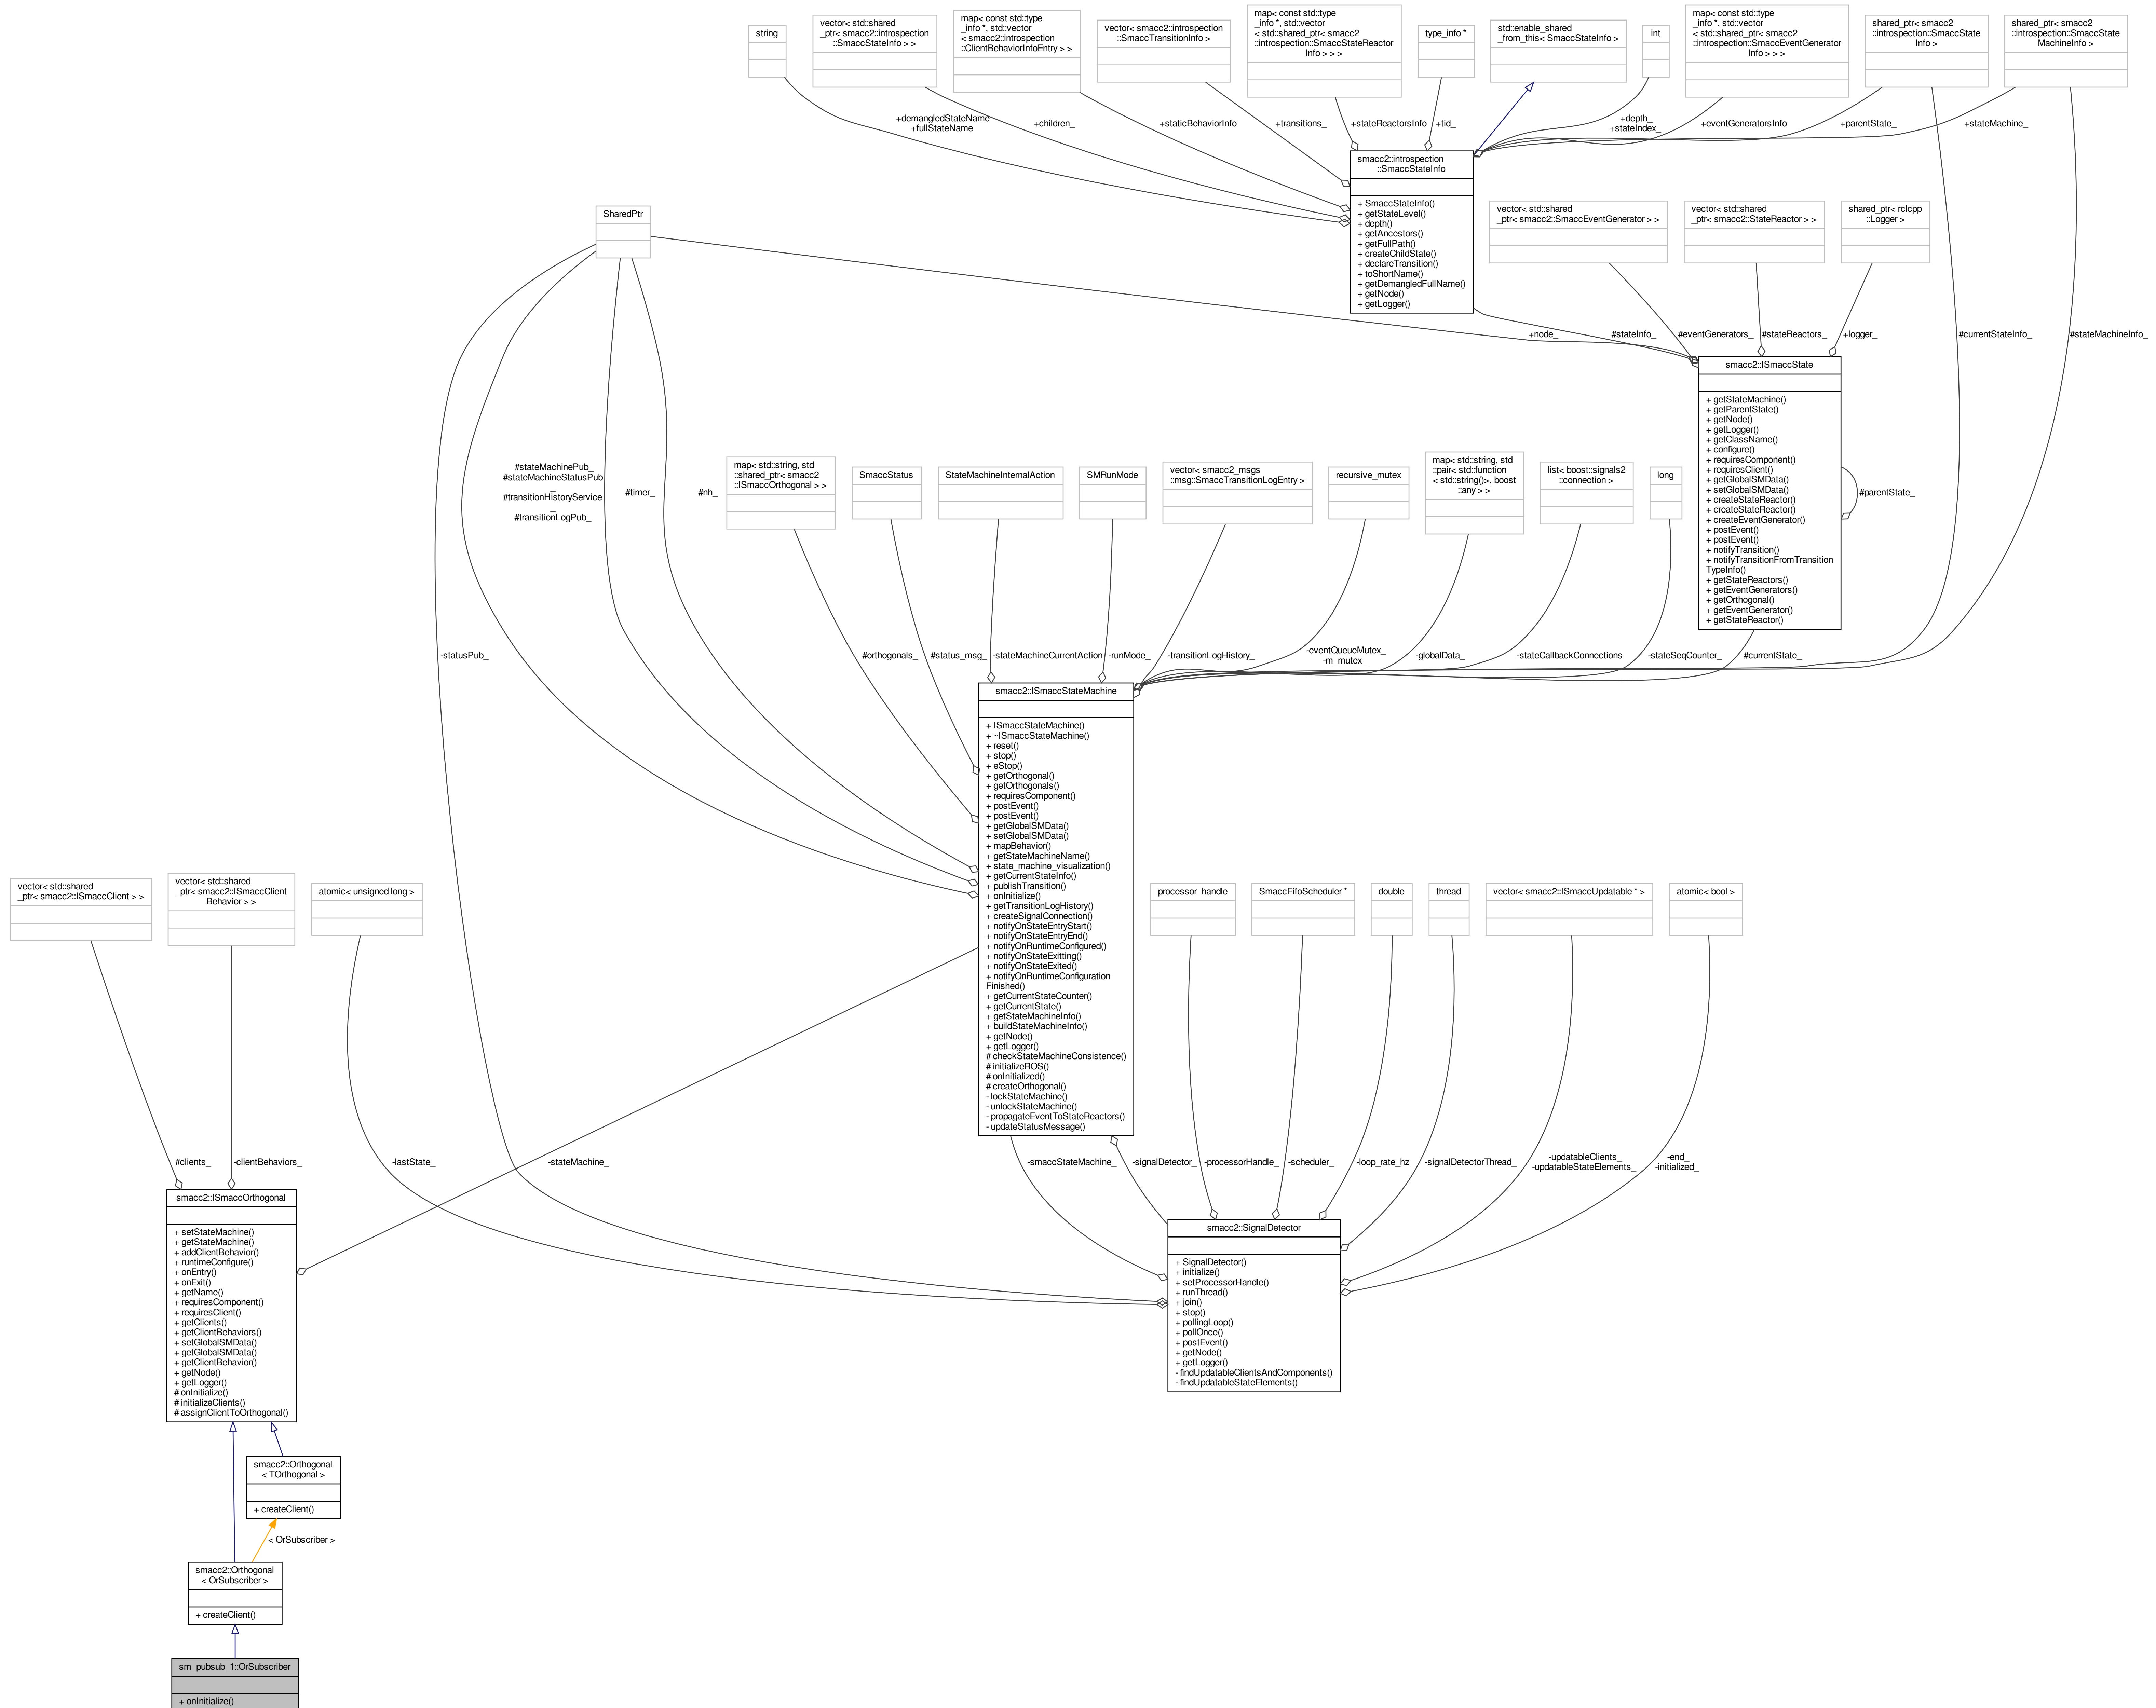 string
vector< std::shared
_ptr< smacc2::introspection
::SmaccStateInfo > >
map< const std::type
_info *, std::vector
< smacc2::introspection
::ClientBehaviorInfoEntry > >
vector< smacc2::introspection
::SmaccTransitionInfo >
map< const std::type
_info *, std::vector
< std::shared_ptr< smacc2
::introspection::SmaccStateReactor
Info > > >
type_info *
std::enable_shared
_from_this< SmaccStateInfo >
int
map< const std::type
_info *, std::vector
< std::shared_ptr< smacc2
::introspection::SmaccEventGenerator
Info > > >
shared_ptr< smacc2
::introspection::SmaccState
Info >
shared_ptr< smacc2
::introspection::SmaccState
MachineInfo >
+demangledStateName
+fullStateName
+children_
+staticBehaviorInfo
+transitions_
+stateReactorsInfo
+tid_
+depth_
+stateIndex_
+eventGeneratorsInfo
+parentState_
+stateMachine_
smacc2::introspection
::SmaccStateInfo
+ SmaccStateInfo()
+ getStateLevel()
+ depth()
+ getAncestors()
+ getFullPath()
+ createChildState()
+ declareTransition()
+ toShortName()
+ getDemangledFullName()
+ getNode()
+ getLogger()
SharedPtr
vector< std::shared
_ptr< smacc2::SmaccEventGenerator > >
vector< std::shared
_ptr< smacc2::StateReactor > >
shared_ptr< rclcpp
::Logger >
+node_
#stateInfo_
#eventGenerators_
#stateReactors_
+logger_
#currentStateInfo_
#stateMachineInfo_
smacc2::ISmaccState
+ getStateMachine()
+ getParentState()
+ getNode()
+ getLogger()
+ getClassName()
+ configure()
+ requiresComponent()
+ requiresClient()
+ getGlobalSMData()
+ setGlobalSMData()
+ createStateReactor()
+ createStateReactor()
+ createEventGenerator()
+ postEvent()
+ postEvent()
+ notifyTransition()
+ notifyTransitionFromTransition
TypeInfo()
+ getStateReactors()
+ getEventGenerators()
+ getOrthogonal()
+ getEventGenerator()
+ getStateReactor()
#parentState_
#stateMachinePub_
#stateMachineStatusPub
_
#transitionHistoryService
_
#transitionLogPub_
#timer_
#nh_
map< std::string, std
::shared_ptr< smacc2
::ISmaccOrthogonal > >
SmaccStatus
StateMachineInternalAction
SMRunMode
vector< smacc2_msgs
::msg::SmaccTransitionLogEntry >
recursive_mutex
map< std::string, std
::pair< std::function
< std::string()>, boost
::any > >
list< boost::signals2
::connection >
long
-statusPub_
#orthogonals_
#status_msg_
-stateMachineCurrentAction
-runMode_
-transitionLogHistory_
-eventQueueMutex_
-m_mutex_
-globalData_
-stateCallbackConnections
-stateSeqCounter_
#currentState_
smacc2::ISmaccStateMachine
+ ISmaccStateMachine()
+ ~ISmaccStateMachine()
+ reset()
+ stop()
+ eStop()
+ getOrthogonal()
+ getOrthogonals()
+ requiresComponent()
+ postEvent()
+ postEvent()
+ getGlobalSMData()
+ setGlobalSMData()
+ mapBehavior()
+ getStateMachineName()
+ state_machine_visualization()
+ getCurrentStateInfo()
+ publishTransition()
+ onInitialize()
+ getTransitionLogHistory()
+ createSignalConnection()
+ notifyOnStateEntryStart()
+ notifyOnStateEntryEnd()
+ notifyOnRuntimeConfigured()
+ notifyOnStateExitting()
+ notifyOnStateExited()
+ notifyOnRuntimeConfiguration
Finished()
+ getCurrentStateCounter()
+ getCurrentState()
+ getStateMachineInfo()
+ buildStateMachineInfo()
+ getNode()
+ getLogger()
# checkStateMachineConsistence()
# initializeROS()
# onInitialized()
# createOrthogonal()
- lockStateMachine()
- unlockStateMachine()
- propagateEventToStateReactors()
- updateStatusMessage()
vector< std::shared
_ptr< smacc2::ISmaccClient > >
vector< std::shared
_ptr< smacc2::ISmaccClient
Behavior > >
atomic< unsigned long >
processor_handle
SmaccFifoScheduler *
double
thread
vector< smacc2::ISmaccUpdatable * >
atomic< bool >
#clients_
-clientBehaviors_
-lastState_
-stateMachine_
-smaccStateMachine_
-signalDetector_
-processorHandle_
-scheduler_
-loop_rate_hz
-signalDetectorThread_
-updatableClients_
-updatableStateElements_
-end_
-initialized_
smacc2::ISmaccOrthogonal
+ setStateMachine()
+ getStateMachine()
+ addClientBehavior()
+ runtimeConfigure()
+ onEntry()
+ onExit()
+ getName()
+ requiresComponent()
+ requiresClient()
+ getClients()
+ getClientBehaviors()
+ setGlobalSMData()
+ getGlobalSMData()
+ getClientBehavior()
+ getNode()
+ getLogger()
# onInitialize()
# initializeClients()
# assignClientToOrthogonal()
smacc2::SignalDetector
+ SignalDetector()
+ initialize()
+ setProcessorHandle()
+ runThread()
+ join()
+ stop()
+ pollingLoop()
+ pollOnce()
+ postEvent()
+ getNode()
+ getLogger()
- findUpdatableClientsAndComponents()
- findUpdatableStateElements()
smacc2::Orthogonal
< TOrthogonal >
+ createClient()
< OrSubscriber >
smacc2::Orthogonal
< OrSubscriber >
+ createClient()
sm_pubsub_1::OrSubscriber
+ onInitialize()